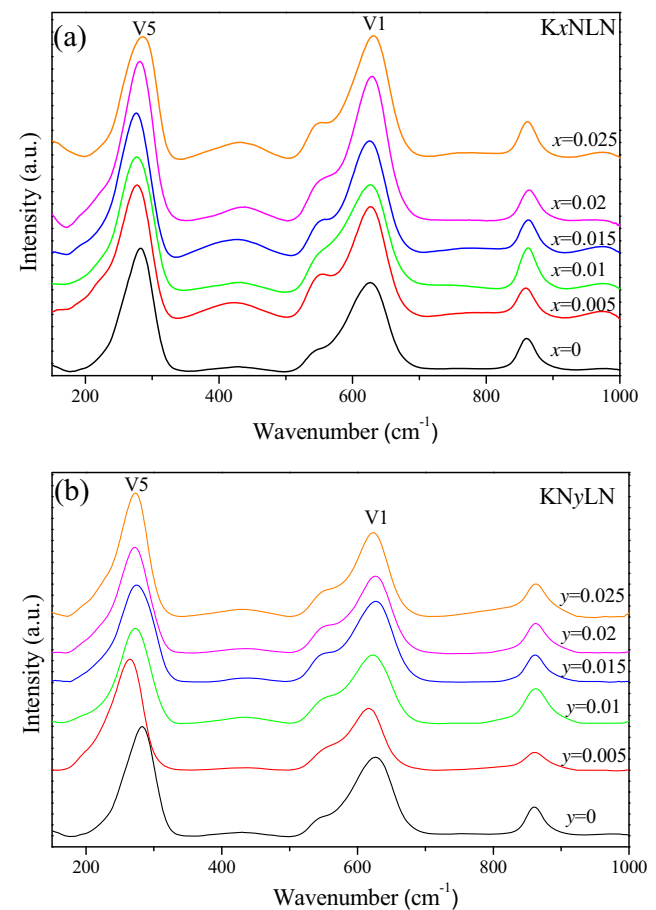 (a)
V5
V1
KxNLN
x=0.025
x=0.02
x=0.015
x=0.01
x=0.005
x=0
Intensity (a.u.)
200 400 600 800 1000
Wavenumber (cm-1)
(b)
V5
V1
KNyLN
y=0.025
y=0.02
y=0.015
y=0.01
y=0.005
y=0
Intensity (a.u.)
200 400 600 800 1000
Wavenumber (cm-1)